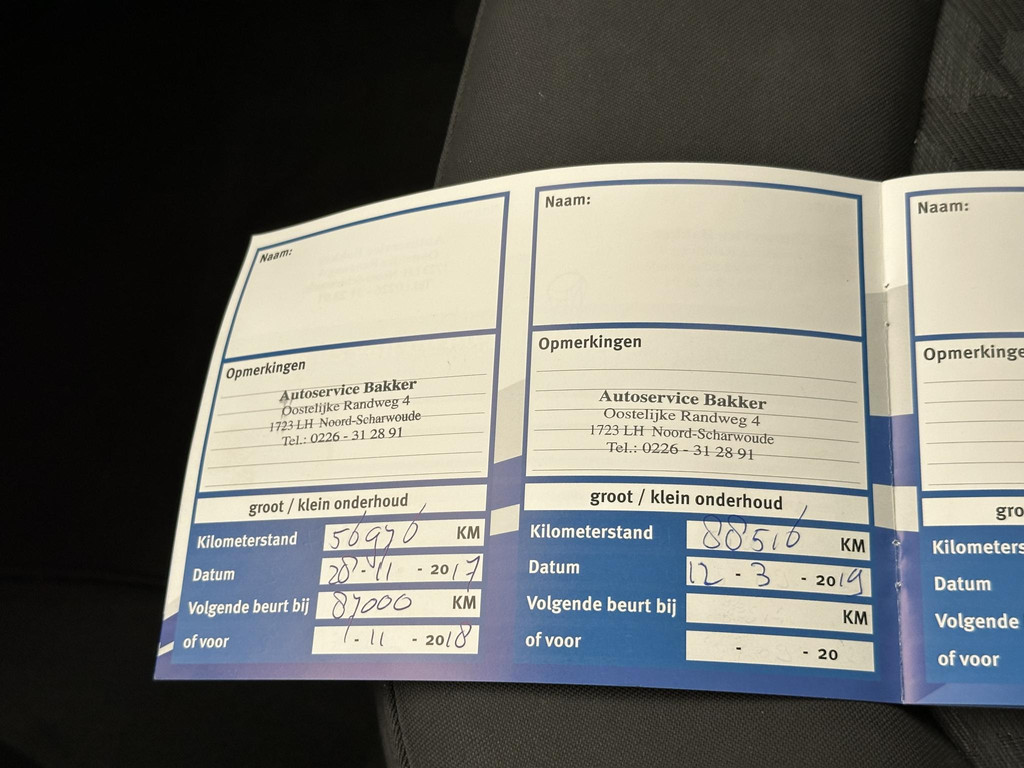 Naam:
Opmerkingen
Autoservice Bakker
Oostelijke Randweg 4
1723 LH Noord-Scharwoude
Tel.: 0226 - 31 28 91
groot / klein onderhoud
Kilometerstand 56976 KM
Datum 28 - 11 - 2017
Volgende beurt bij 87000 KM
of voor 1 - 11 - 2018
Naam:
Opmerkingen
Autoservice Bakker
Oostelijke Randweg 4
1723 LH Noord-Scharwoude
Tel.: 0226 - 31 28 91
groot / klein onderhoud
Kilometerstand 88516 KM
Datum 12 - 3 - 2019
Volgende beurt bij KM
of voor - - 20
Naam:
Opmerkinge
gro
Kilometers
Datum
Volgende
of voor